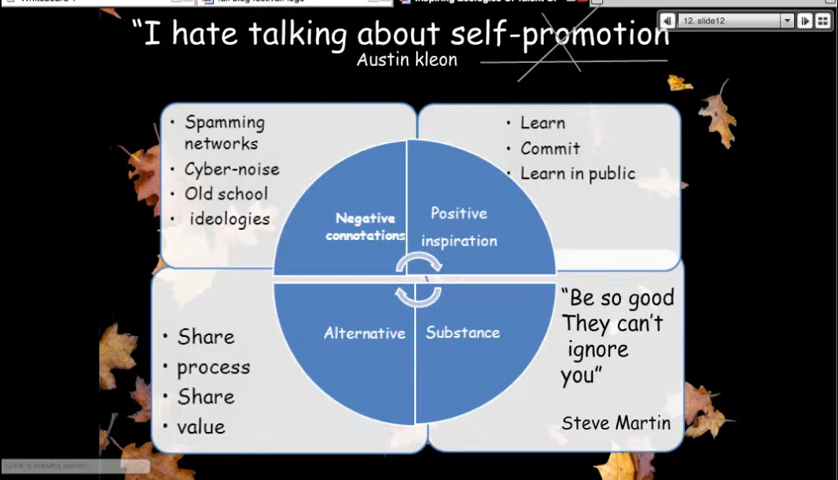 12. slide12
"I hate talking about self-promotion
Austin kleon
• Spamming
networks
• Cyber-noise
• Old school
• ideologies
• Learn
• Commit
• Learn in public
Negative
connotations
Positive
inspiration
Alternative
Substance
• Share
• process
• Share
• value
"Be so good
They can't
ignore
you"
Steve Martin